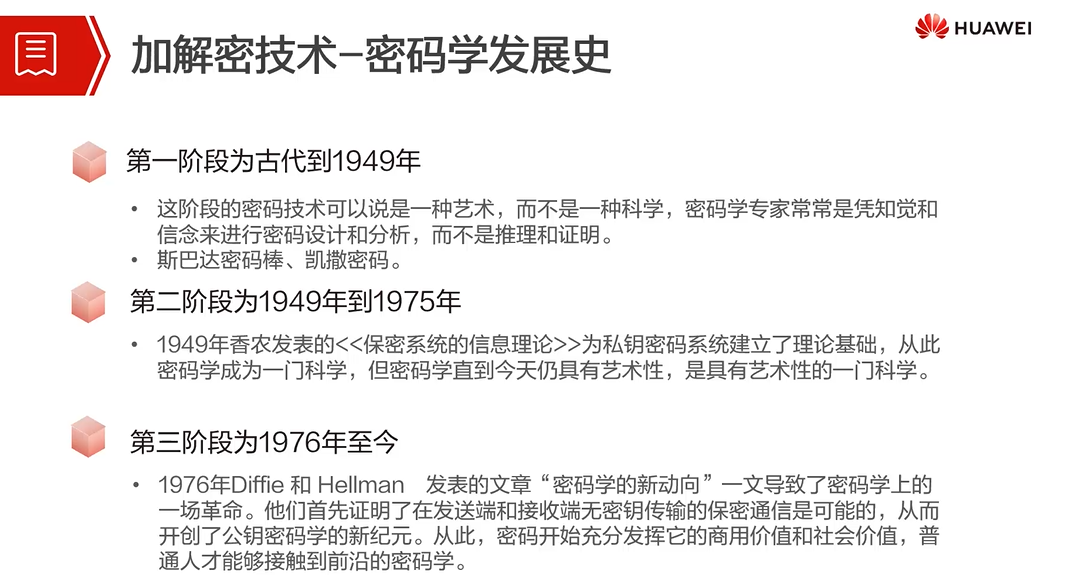 HUAWEI
加解密技术-密码学发展史
第一阶段为古代到1949年
• 这阶段的密码技术可以说是一种艺术，而不是一种科学，密码学专家常常是凭知觉和
信念来进行密码设计和分析，而不是推理和证明。
• 斯巴达密码棒、凯撒密码。
第二阶段为1949年到1975年
• 1949年香农发表的<<保密系统的信息理论>>为私钥密码系统建立了理论基础，从此
密码学成为一门科学，但密码学直到今天仍具有艺术性，是具有艺术性的一门科学。
第三阶段为1976年至今
• 1976年Diffie 和 Hellman 发表的文章“密码学的新动向”一文导致了密码学上的
一场革命。他们首先证明了在发送端和接收端无密钥传输的保密通信是可能的，从而
开创了公钥密码学的新纪元。从此，密码开始充分发挥它的商用价值和社会价值，普
通人才能够接触到前沿的密码学。